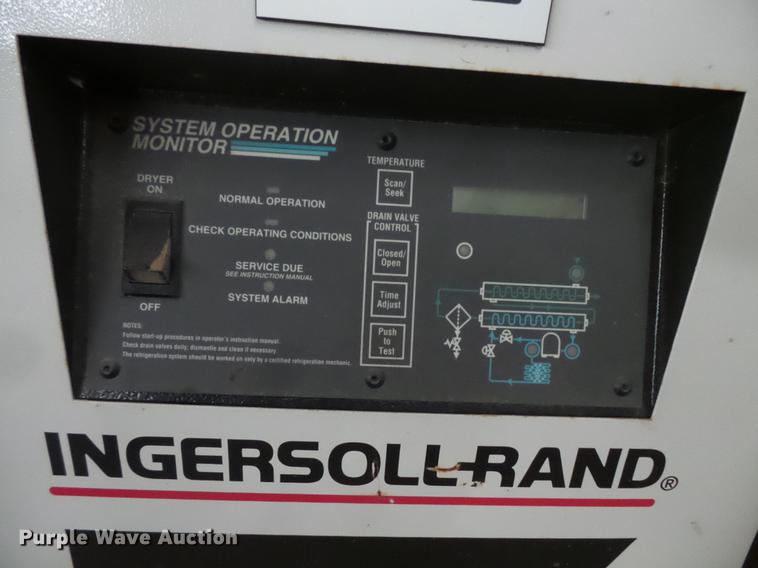 SYSTEM OPERATION
MONITOR
DRYER
ON
OFF
NORMAL OPERATION
CHECK OPERATING CONDITIONS
SERVICE DUE
SEE INSTRUCTION MANUAL
SYSTEM ALARM
TEMPERATURE
Scan/
Seek
DRAIN VALVE
CONTROL
Closed/
Open
Time
Adjust
Push
to
Test
NOTES:
Follow start-up procedures in operator's instruction manual.
Check drain valves daily; dismantle and clean if necessary.
The refrigeration system should be worked on only by a certified refrigeration mechanic.
INGERSOLL-RAND®
Purple Wave Auction